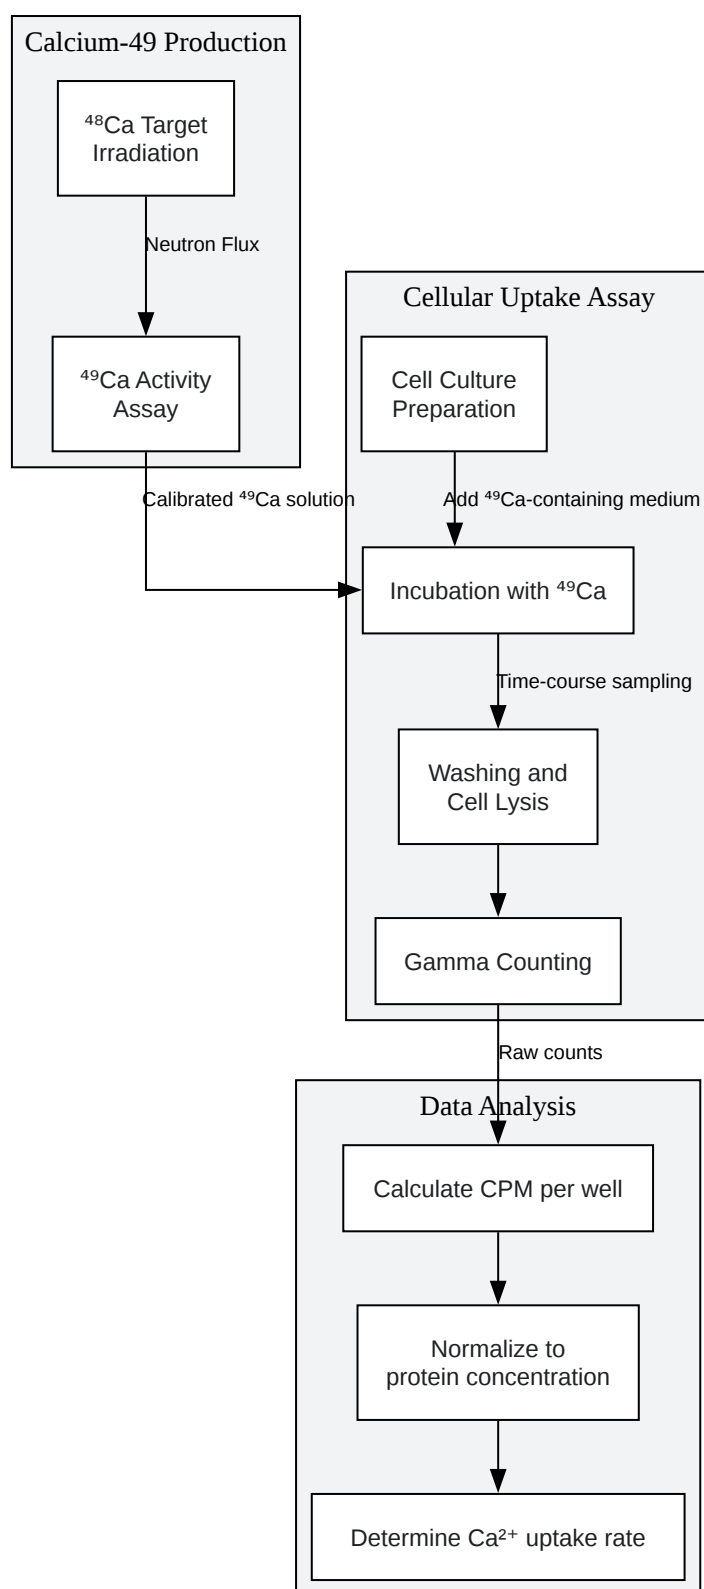 Calcium-49 Production
⁴⁸Ca Target
Irradiation
Neutron Flux
⁴⁹Ca Activity
Assay
Calibrated ⁴⁹Ca solution
Cellular Uptake Assay
Cell Culture
Preparation
Add ⁴⁹Ca-containing medium
Incubation with ⁴⁹Ca
Time-course sampling
Washing and
Cell Lysis
Gamma Counting
Raw counts
Data Analysis
Calculate CPM per well
Normalize to
protein concentration
Determine Ca²⁺ uptake rate